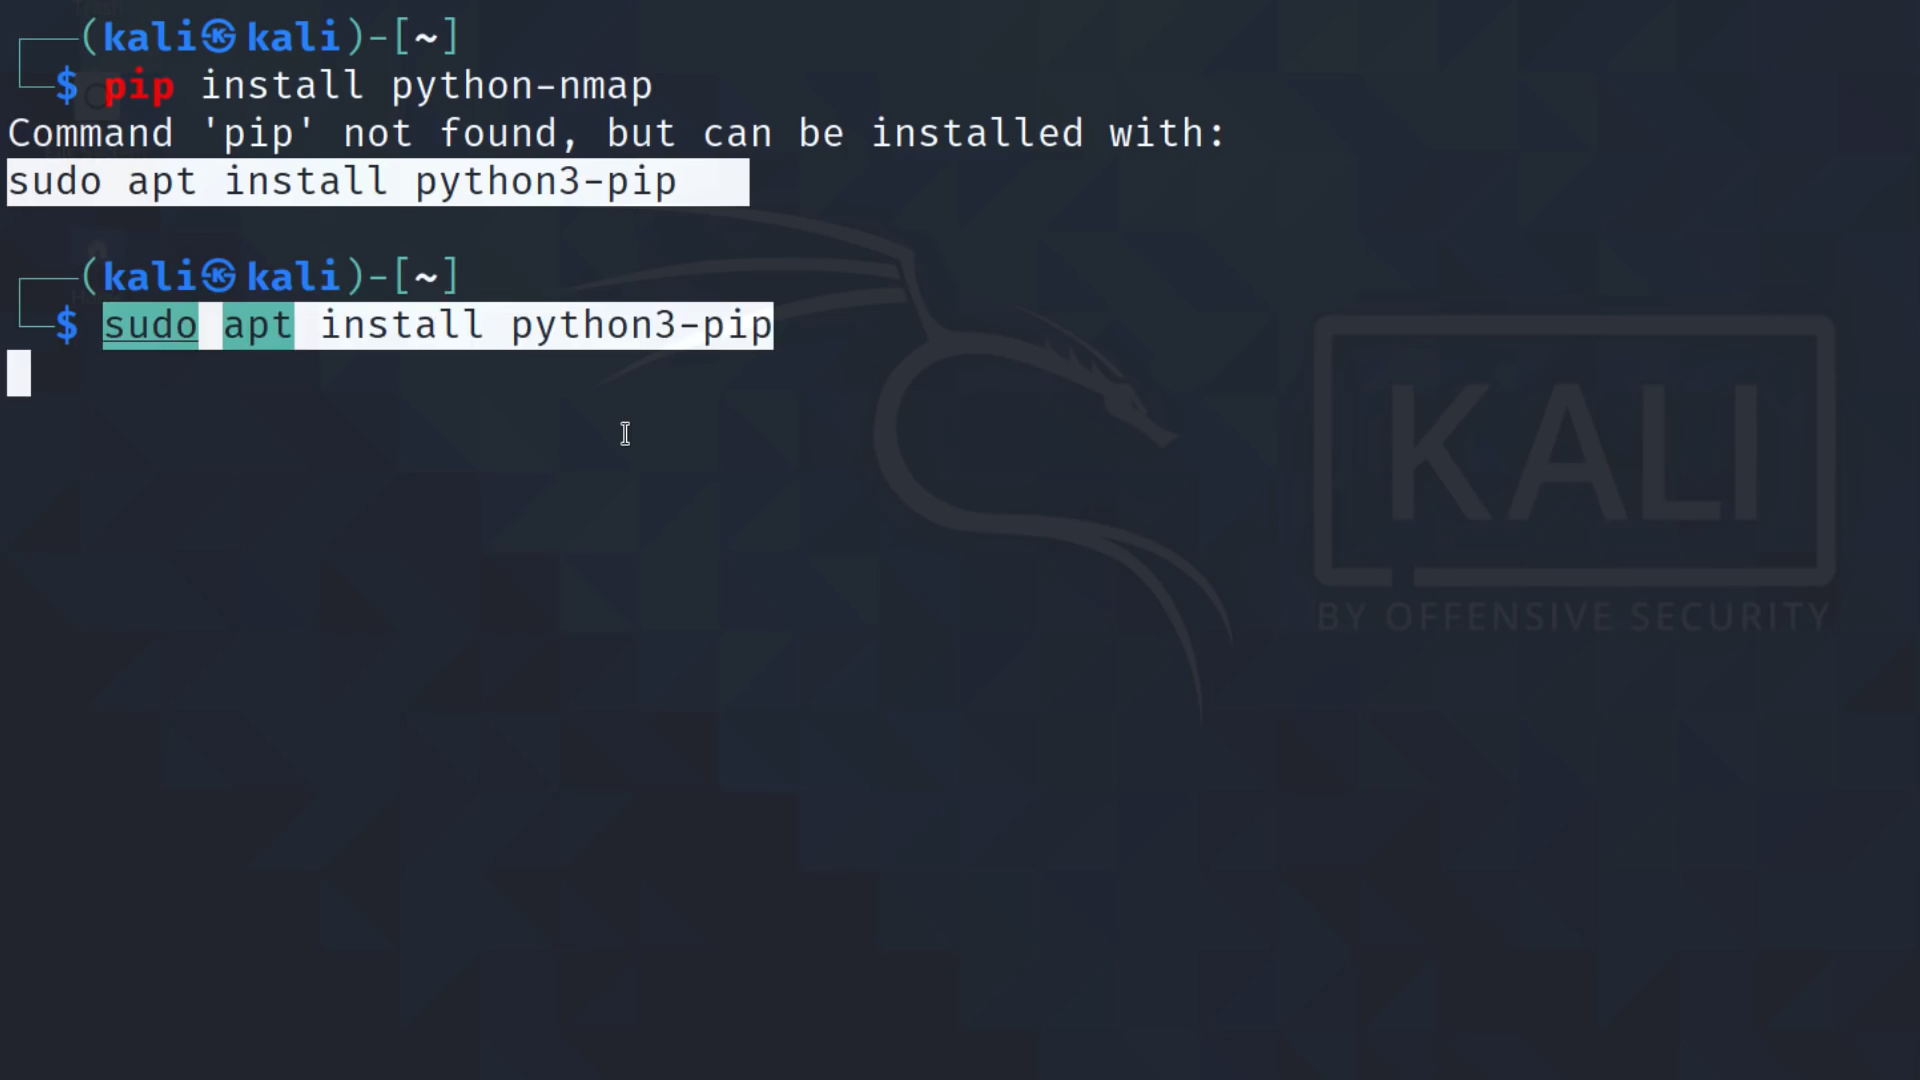 ┌──(kali㉿kali)-[~]
└─$ pip install python-nmap
Command 'pip' not found, but can be installed with:
sudo apt install python3-pip
┌──(kali㉿kali)-[~]
└─$ sudo apt install python3-pip
KALI
BY OFFENSIVE SECURITY